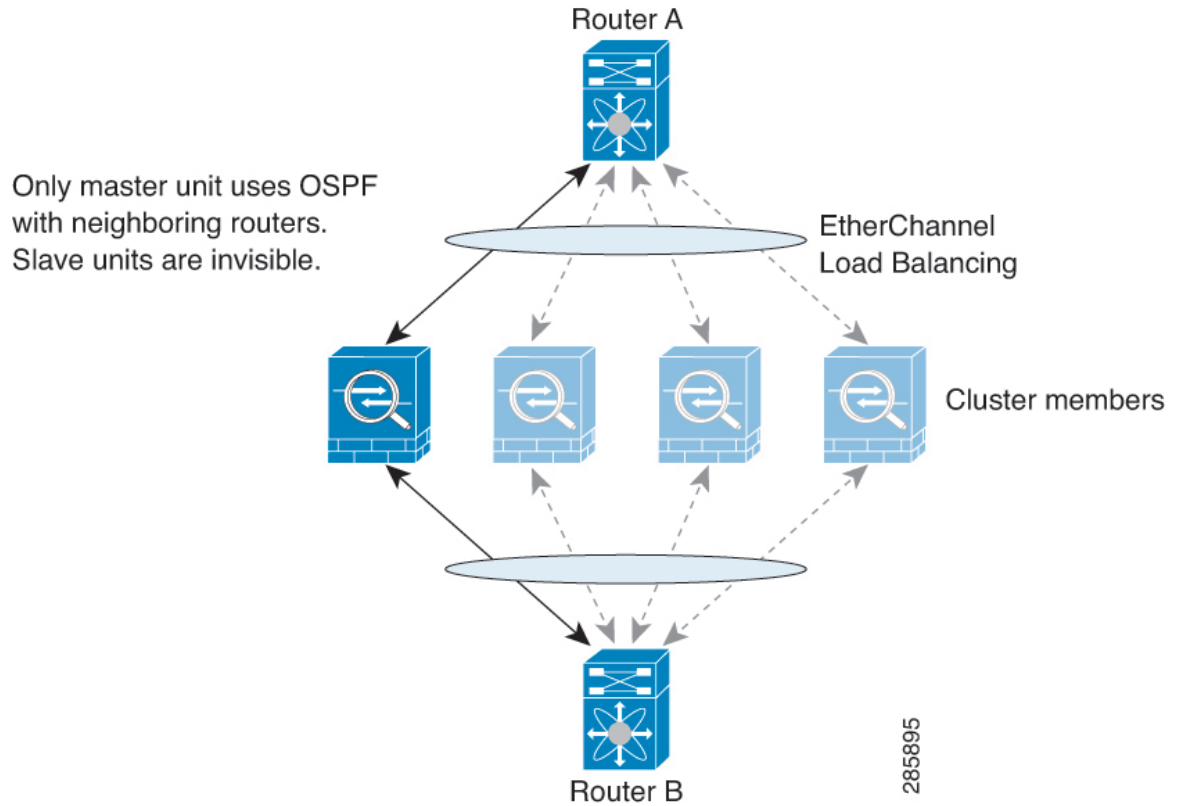 Router A
Only master unit uses OSPF
with neighboring routers.
Slave units are invisible.
EtherChannel
Load Balancing
Cluster members
Router B
285895